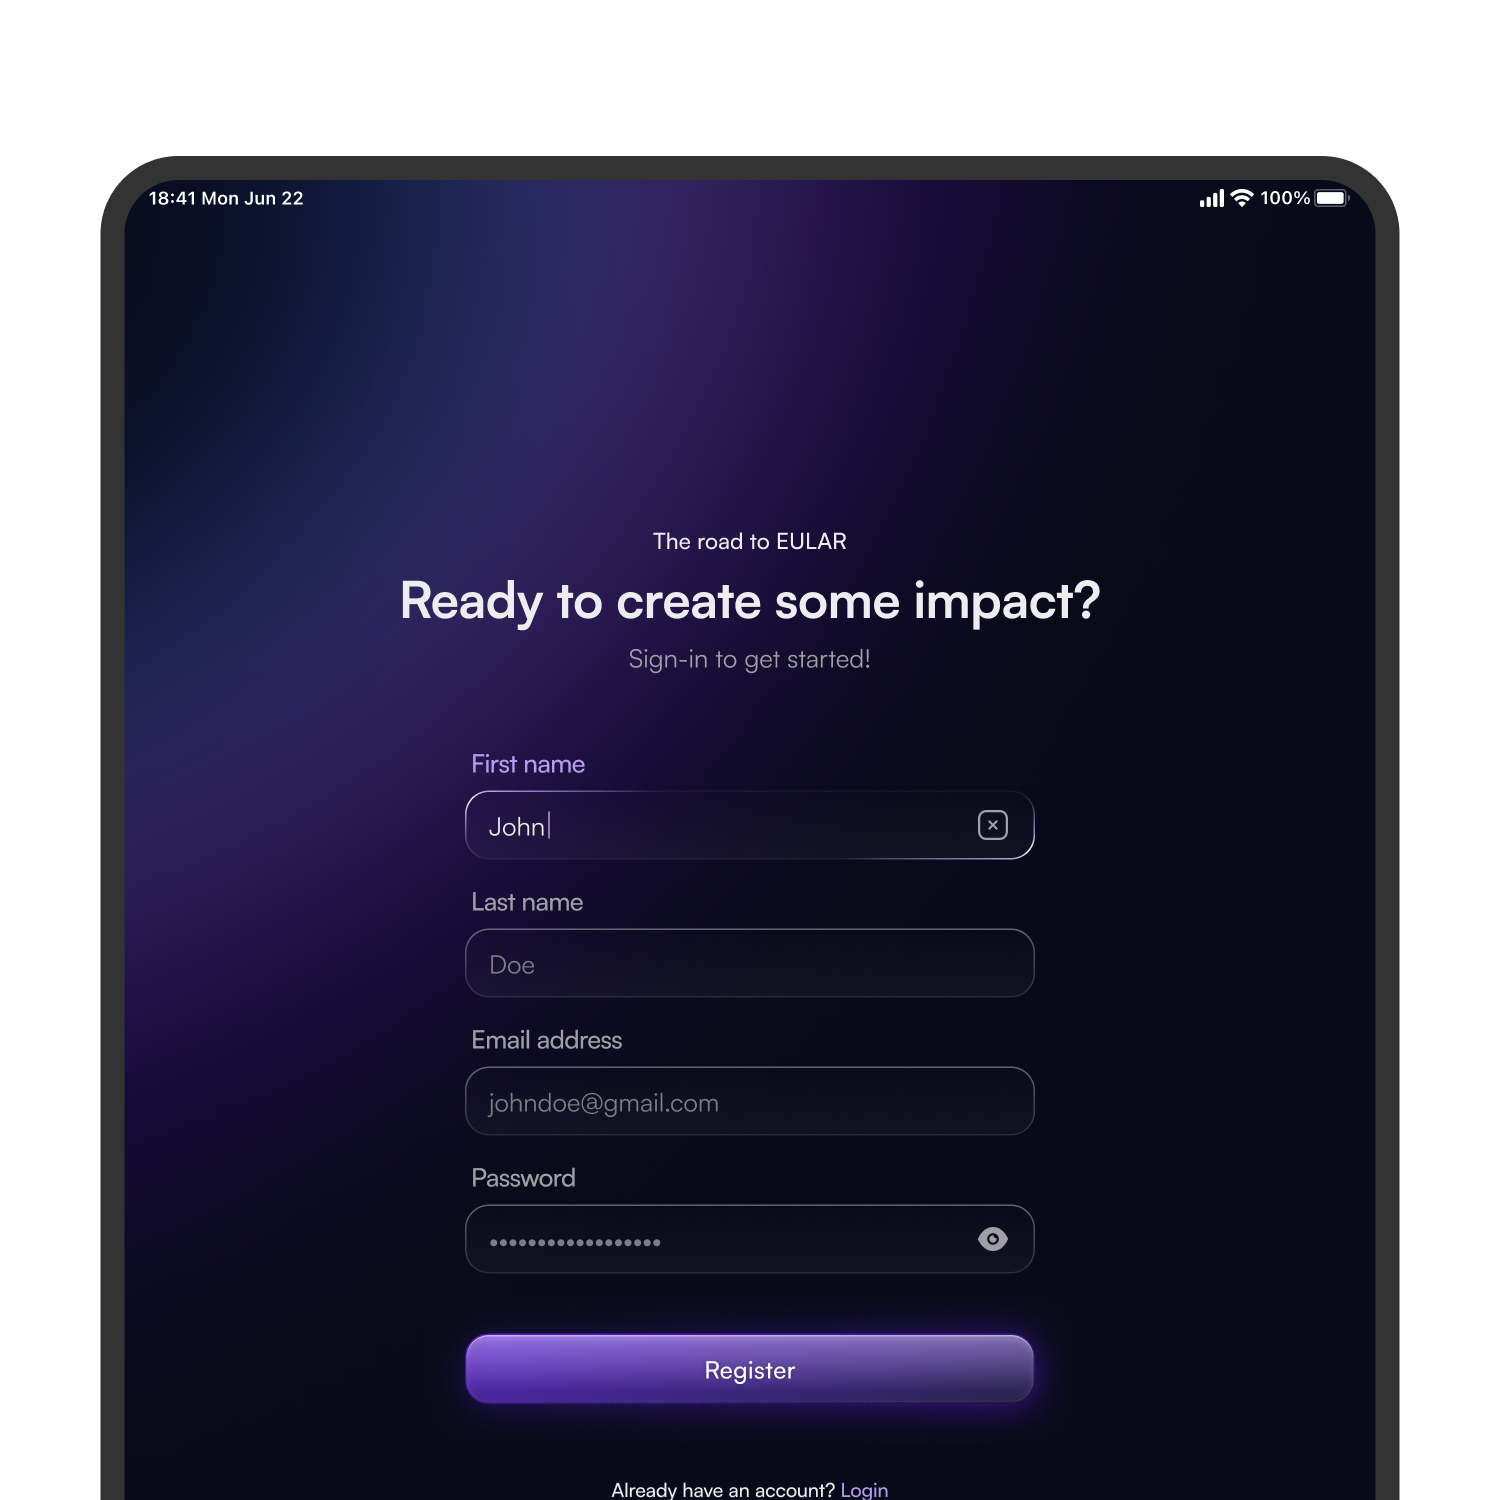 18:41 Mon Jun 22
100%
The road to EULAR
Ready to create some impact?
Sign-in to get started!
First name
John
Last name
Doe
Email address
johndoe@gmail.com
Password
••••••••••••••••••
Register
Already have an account? Login